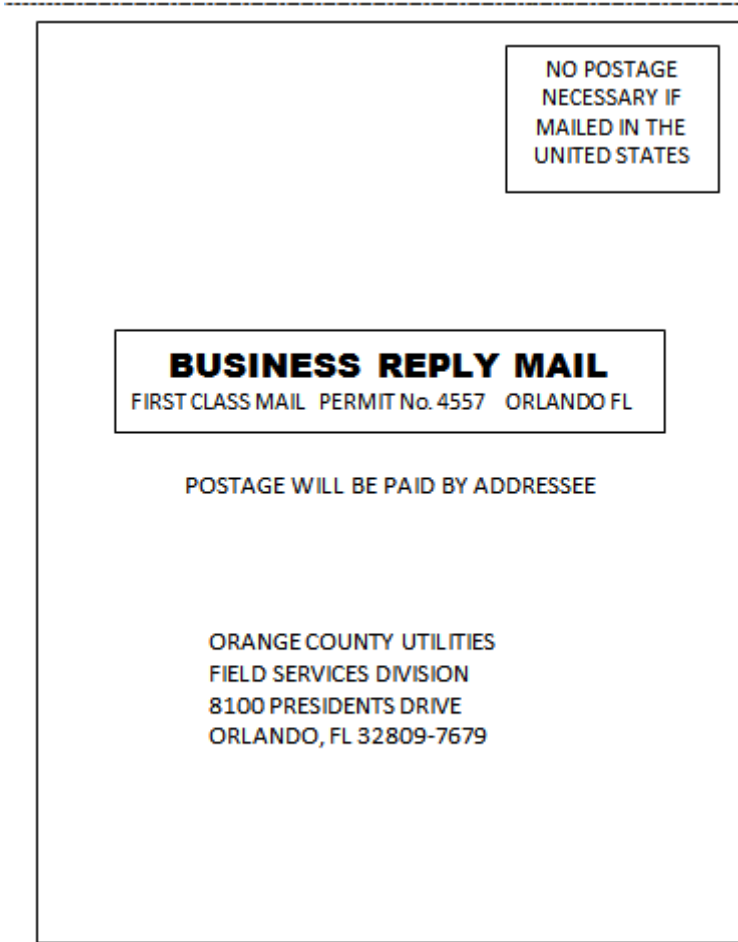 NO POSTAGE
NECESSARY IF
MAILED IN THE
UNITED STATES
BUSINESS REPLY MAIL
FIRST CLASS MAIL PERMIT No. 4557 ORLANDO FL
POSTAGE WILL BE PAID BY ADDRESSEE
ORANGE COUNTY UTILITIES
FIELD SERVICES DIVISION
8100 PRESIDENTS DRIVE
ORLANDO, FL 32809-7679